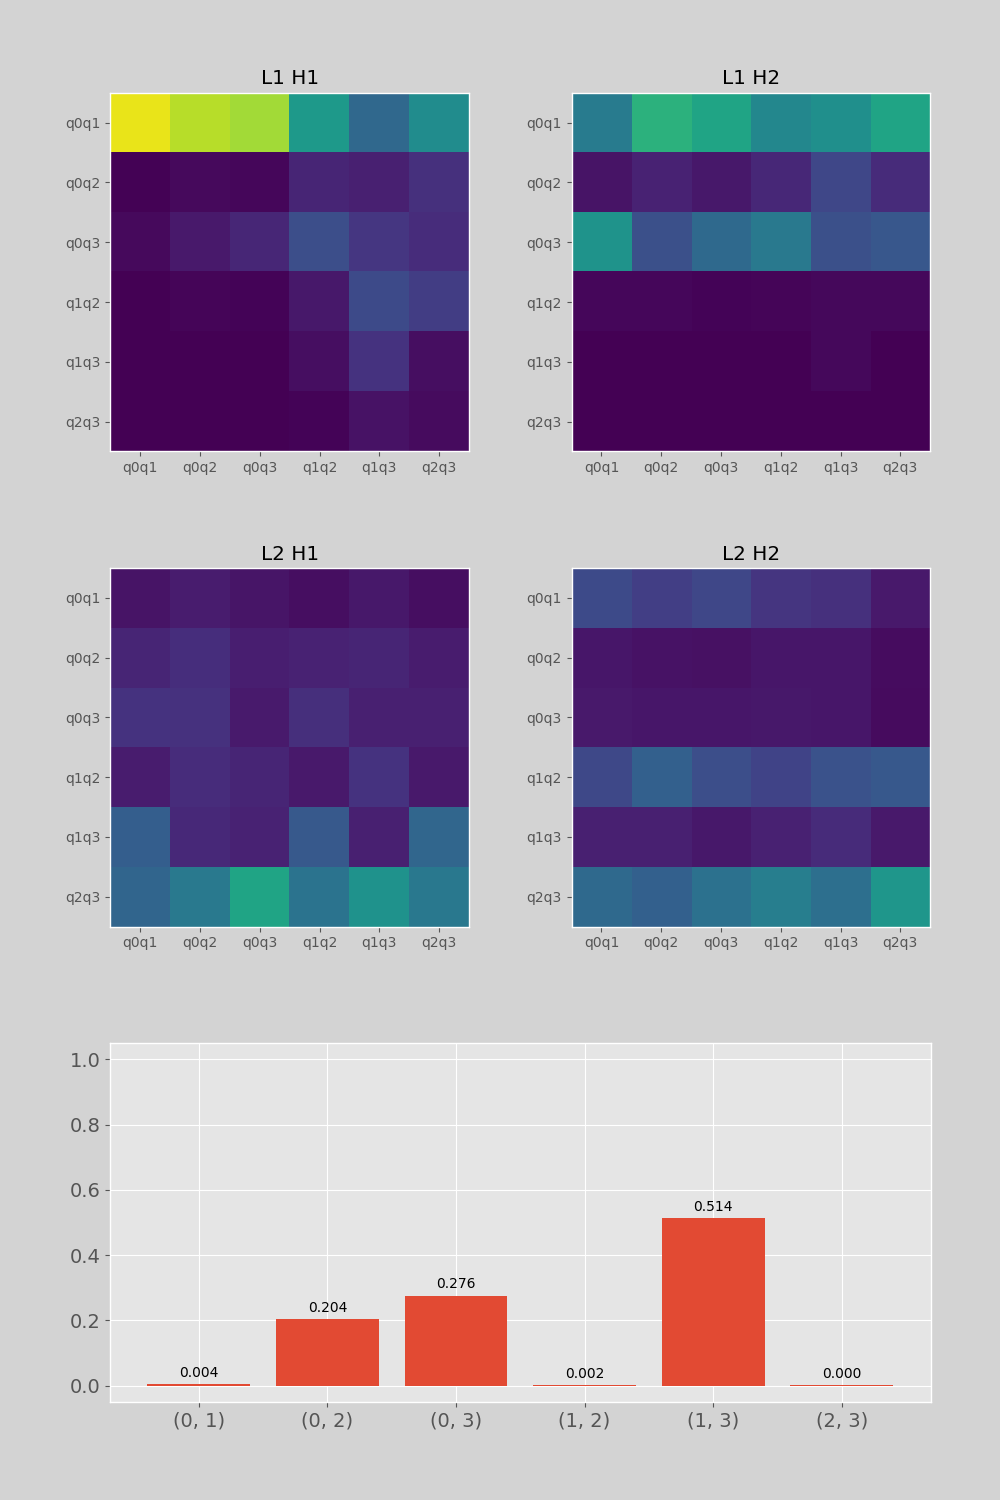 L1 H1 L1 H2
q0q1 q0q1
q0q2 q0q2
q0q3 q0q3
q1q2 q1q2
q1q3 q1q3
q2q3 q2q3
q0q1 q0q2 q0q3 q1q2 q1q3 q2q3 q0q1 q0q2 q0q3 q1q2 q1q3 q2q3
L2 H1 L2 H2
q0q1 q0q1
q0q2 q0q2
q0q3 q0q3
q1q2 q1q2
q1q3 q1q3
q2q3 q2q3
q0q1 q0q2 q0q3 q1q2 q1q3 q2q3 q0q1 q0q2 q0q3 q1q2 q1q3 q2q3
1.0
0.8
0.6
0.514
0.4
0.276
0.204
0.2
0.004 0.002 0.000
0.0
(0, 1) (0, 2) (0, 3) (1, 2) (1, 3) (2, 3)